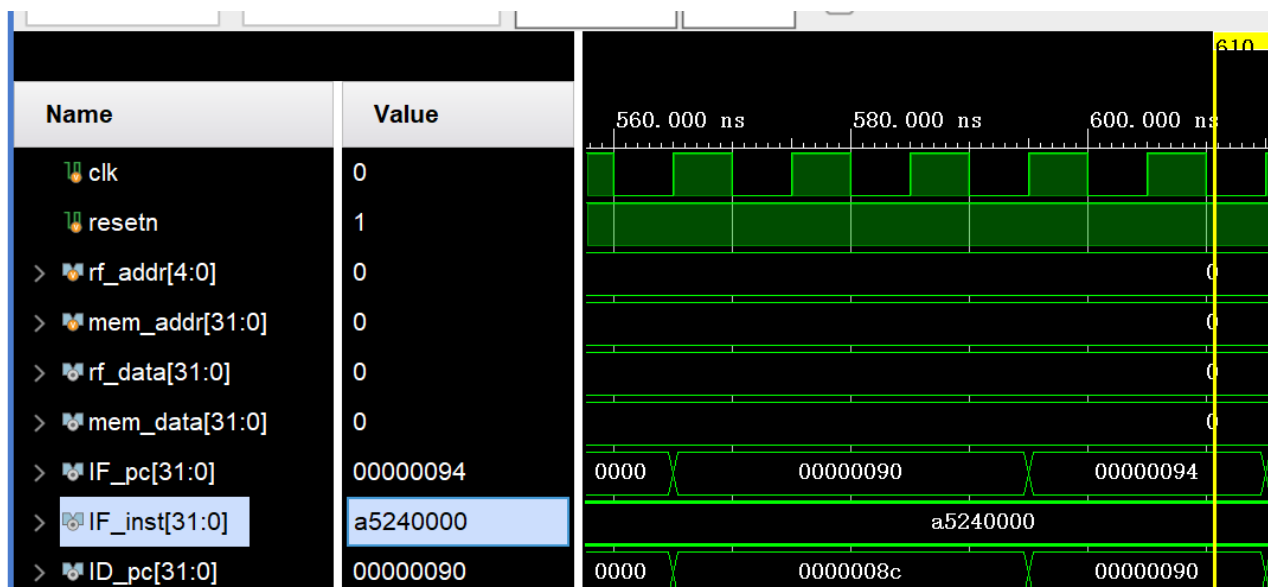 610
Name Value 560.000 ns 580.000 ns 600.000 ns
clk 0
resetn 1
rf_addr[4:0] 0 0
mem_addr[31:0] 0 0
rf_data[31:0] 0 0
mem_data[31:0] 0 0
IF_pc[31:0] 00000094 0000 00000090 00000094
IF_inst[31:0] a5240000 a5240000
ID_pc[31:0] 00000090 0000 0000008c 00000090